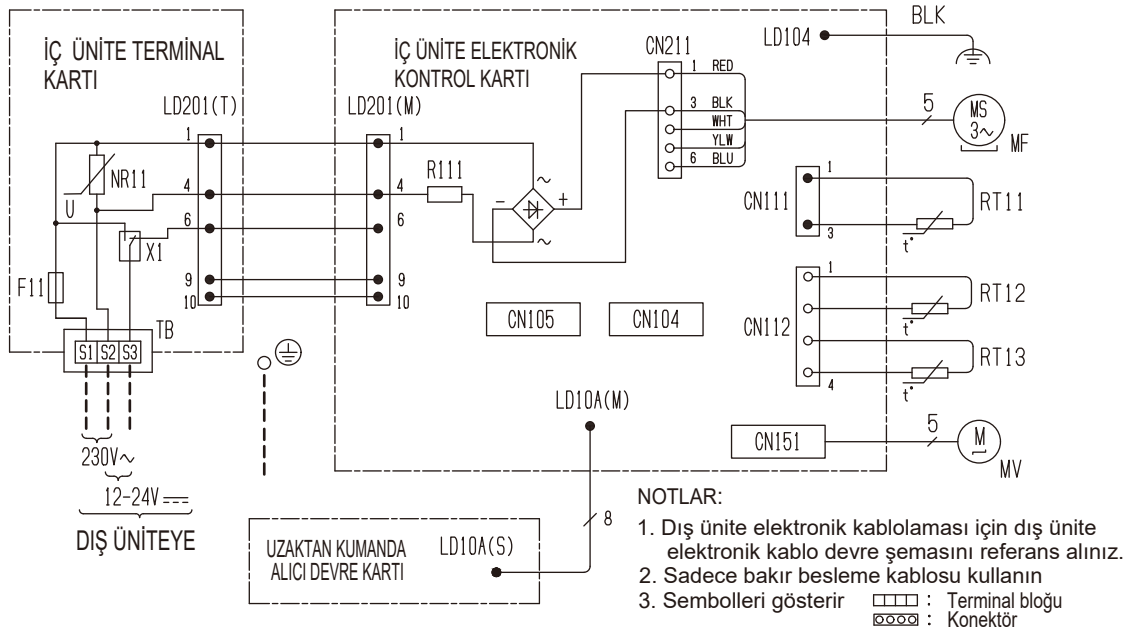 İÇ ÜNİTE TERMİNAL
KARTI
LD201(T)
1
NR11
U
4
6
X1
F11
9
10
TB
S1 S2 S3
230V~
12-24V
DIŞ ÜNİTEYE
İÇ ÜNİTE ELEKTRONİK
KONTROL KARTI
LD201(M)
1
R111
4
6
9
10
~
- +
~
CN211
1 RED
3 BLK
WHT
YLW
6 BLU
LD104
BLK
5
MS
3~
MF
CN111
1
3
t°
RT11
CN112
1
4
t°
RT12
t°
RT13
CN105
CN104
CN151
5
M
MV
LD10A(M)
8
UZAKTAN KUMANDA
ALICI DEVRE KARTI
LD10A(S)
NOTLAR:
1. Dış ünite elektronik kablolaması için dış ünite
elektronik kablo devre şemasını referans alınız.
2. Sadece bakır besleme kablosu kullanın
3. Sembolleri gösterir : Terminal bloğu
: Konektör